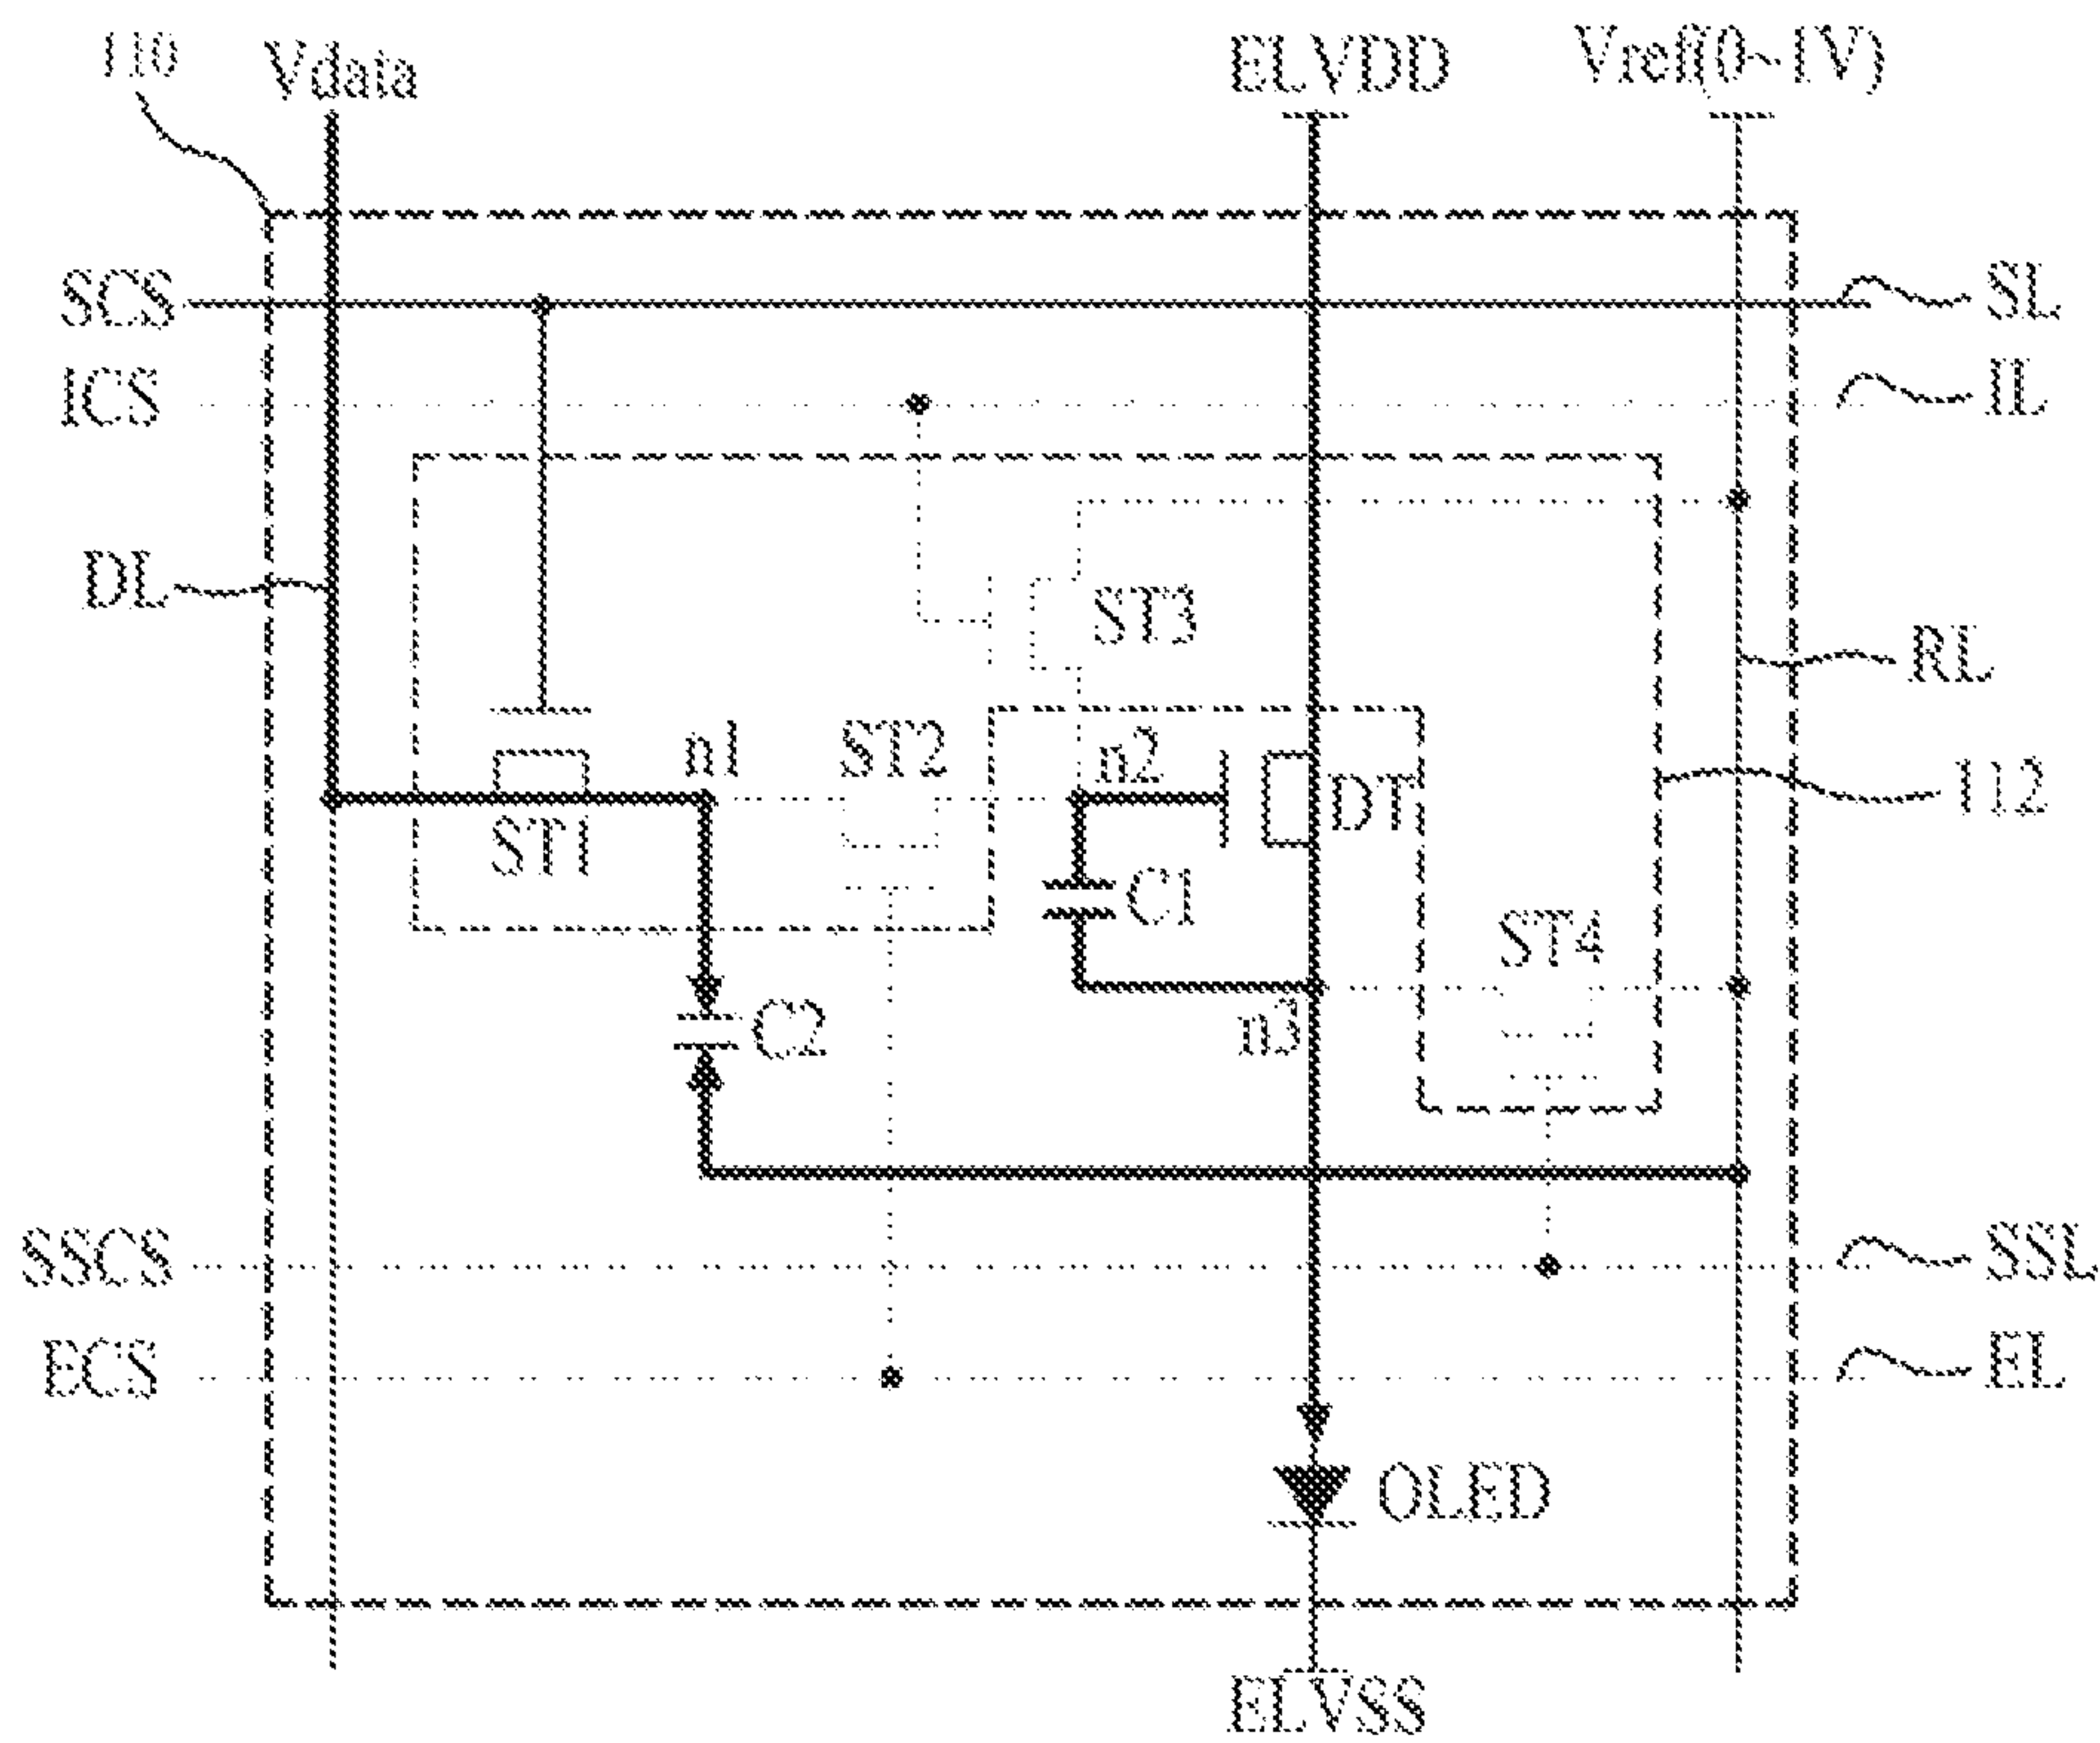 110
Vdata
ELVDD
Vref(0~1V)
SCS
SL
ICS
IL
DL
ST3
RL
n1
ST2
n2
DT
112
ST1
C1
ST4
C2
n3
SSCS
SSL
ECS
EL
OLED
ELVSS